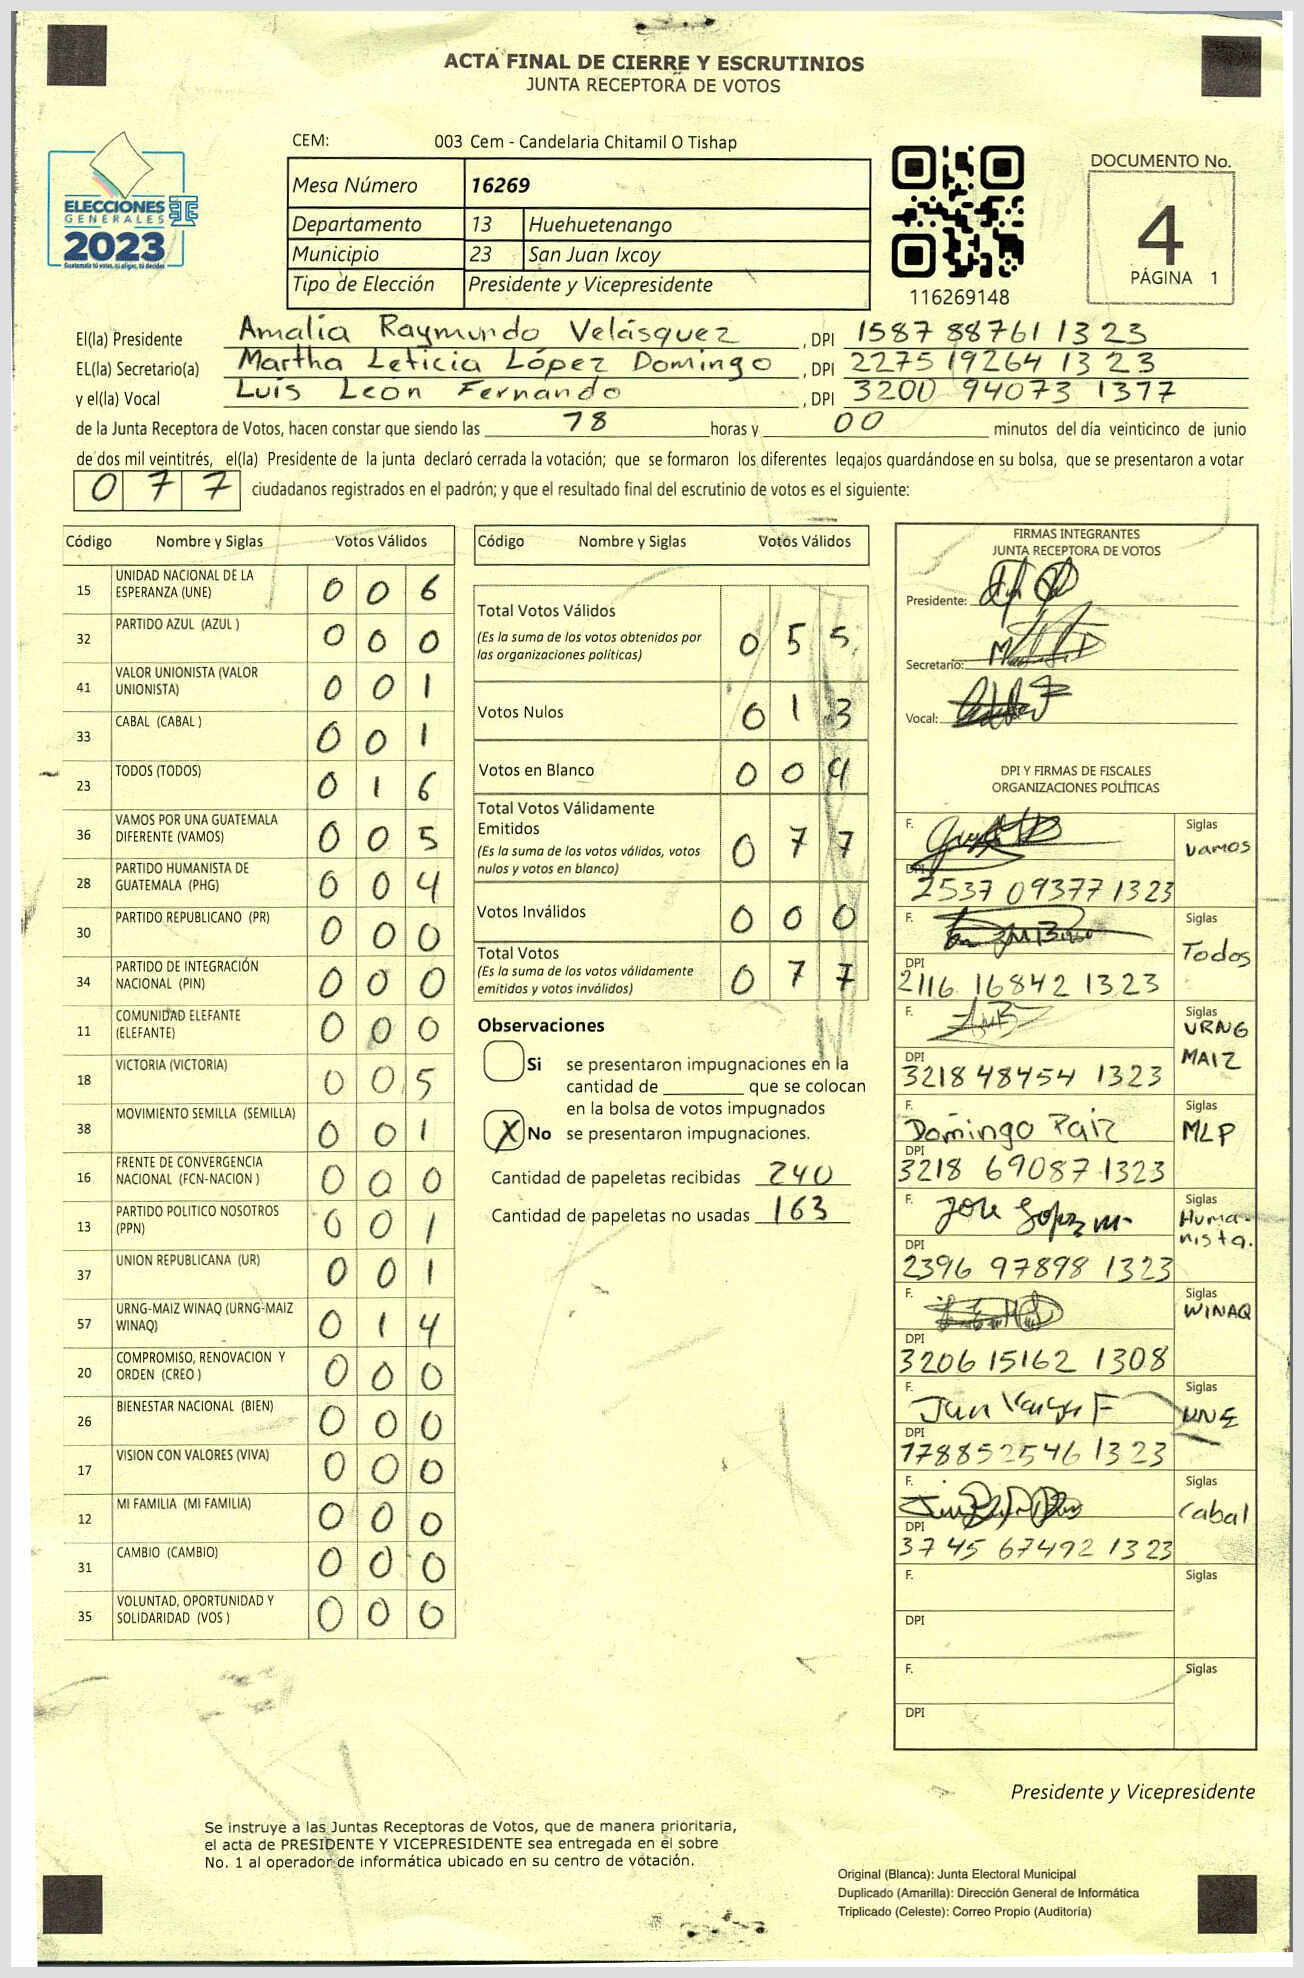 ACTA FINAL DE CIERRE Y ESCRUTINIOS
JUNTA RECEPTORA DE VOTOS
CEM: 003 Cem - Candelaria Chitamil O Tishap
ELECCIONES
GENERALES
2023
Guatemala tú votas, tú eliges, tú decides
Mesa Número 16269
Departamento 13 Huehuetenango
Municipio 23 San Juan Ixcoy
Tipo de Elección Presidente y Vicepresidente
116269148
DOCUMENTO No.
4
PÁGINA 1
El(la) Presidente Amalia Raymundo Velásquez, DPI 1587 88761 1323
EL(la) Secretario(a) Martha Leticia López Domingo, DPI 2275 19264 1323
y el(la) Vocal Luis León Fernando, DPI 3200 94073 1377
de la Junta Receptora de Votos, hacen constar que siendo las 78 horas y 00 minutos del día veinticinco de junio
de dos mil veintitrés, el(la) Presidente de la junta declaró cerrada la votación; que se formaron los diferentes legajos guardándose en su bolsa, que se presentaron a votar
077 ciudadanos registrados en el padrón; y que el resultado final del escrutinio de votos es el siguiente:
Código Nombre y Siglas Votos Válidos
15 UNIDAD NACIONAL DE LA ESPERANZA (UNE) 0 0 6
32 PARTIDO AZUL (AZUL ) 0 0 0
41 VALOR UNIONISTA (VALOR UNIONISTA) 0 0 1
33 CABAL (CABAL ) 0 0 1
23 TODOS (TODOS) 0 1 6
36 VAMOS POR UNA GUATEMALA DIFERENTE (VAMOS) 0 0 5
28 PARTIDO HUMANISTA DE GUATEMALA (PHG) 0 0 4
30 PARTIDO REPUBLICANO (PR) 0 0 0
34 PARTIDO DE INTEGRACIÓN NACIONAL (PIN) 0 0 0
11 COMUNIDAD ELEFANTE (ELEFANTE) 0 0 0
18 VICTORIA (VICTORIA) 0 0 5
38 MOVIMIENTO SEMILLA (SEMILLA) 0 0 1
16 FRENTE DE CONVERGENCIA NACIONAL (FCN-NACION ) 0 0 0
13 PARTIDO POLITICO NOSOTROS (PPN) 0 0 1
37 UNION REPUBLICANA (UR) 0 0 1
57 URNG-MAIZ WINAQ (URNG-MAIZ WINAQ) 0 1 4
20 COMPROMISO, RENOVACION Y ORDEN (CREO ) 0 0 0
26 BIENESTAR NACIONAL (BIEN) 0 0 0
17 VISION CON VALORES (VIVA) 0 0 0
12 MI FAMILIA (MI FAMILIA) 0 0 0
31 CAMBIO (CAMBIO) 0 0 0
35 VOLUNTAD, OPORTUNIDAD Y SOLIDARIDAD (VOS ) 0 0 0
Código Nombre y Siglas Votos Válidos
Total Votos Válidos 0 5 5
(Es la suma de los votos obtenidos por
las organizaciones políticas)
Votos Nulos 0 1 3
Votos en Blanco 0 0 9
Total Votos Válidamente
Emitidos 0 7 7
(Es la suma de los votos válidos, votos
nulos y votos en blanco)
Votos Inválidos 0 0 0
Total Votos 0 7 7
(Es la suma de los votos válidamente
emitidos y votos inválidos)
Observaciones
Si se presentaron impugnaciones en la
cantidad de ________ que se colocan
en la bolsa de votos impugnados
X No se presentaron impugnaciones.
Cantidad de papeletas recibidas 240
Cantidad de papeletas no usadas 163
FIRMAS INTEGRANTES
JUNTA RECEPTORA DE VOTOS
Presidente:
Secretario:
Vocal:
DPI Y FIRMAS DE FISCALES
ORGANIZACIONES POLÍTICAS
F. Siglas
Vamos
DPI
2537 09377 1323
F. Siglas
Todos
DPI
2116 16842 1323
F. Siglas
URNG
MAIZ
DPI
3218 48454 1323
F. Domingo Paiz Siglas
MLP
DPI
3218 69087 1323
F. Siglas
Huma-
nista.
DPI
2396 97898 1323
F. Siglas
WINAQ
DPI
3206 15162 1308
F. Siglas
UNE
DPI
1788 52546 1323
F. Siglas
Cabal
DPI
3745 67492 1323
F. Siglas
DPI
F. Siglas
DPI
Presidente y Vicepresidente
Se instruye a las Juntas Receptoras de Votos, que de manera prioritaria,
el acta de PRESIDENTE Y VICEPRESIDENTE sea entregada en el sobre
No. 1 al operador de informática ubicado en su centro de votación.
Original (Blanca): Junta Electoral Municipal
Duplicado (Amarilla): Dirección General de Informática
Triplicado (Celeste): Correo Propio (Auditoría)